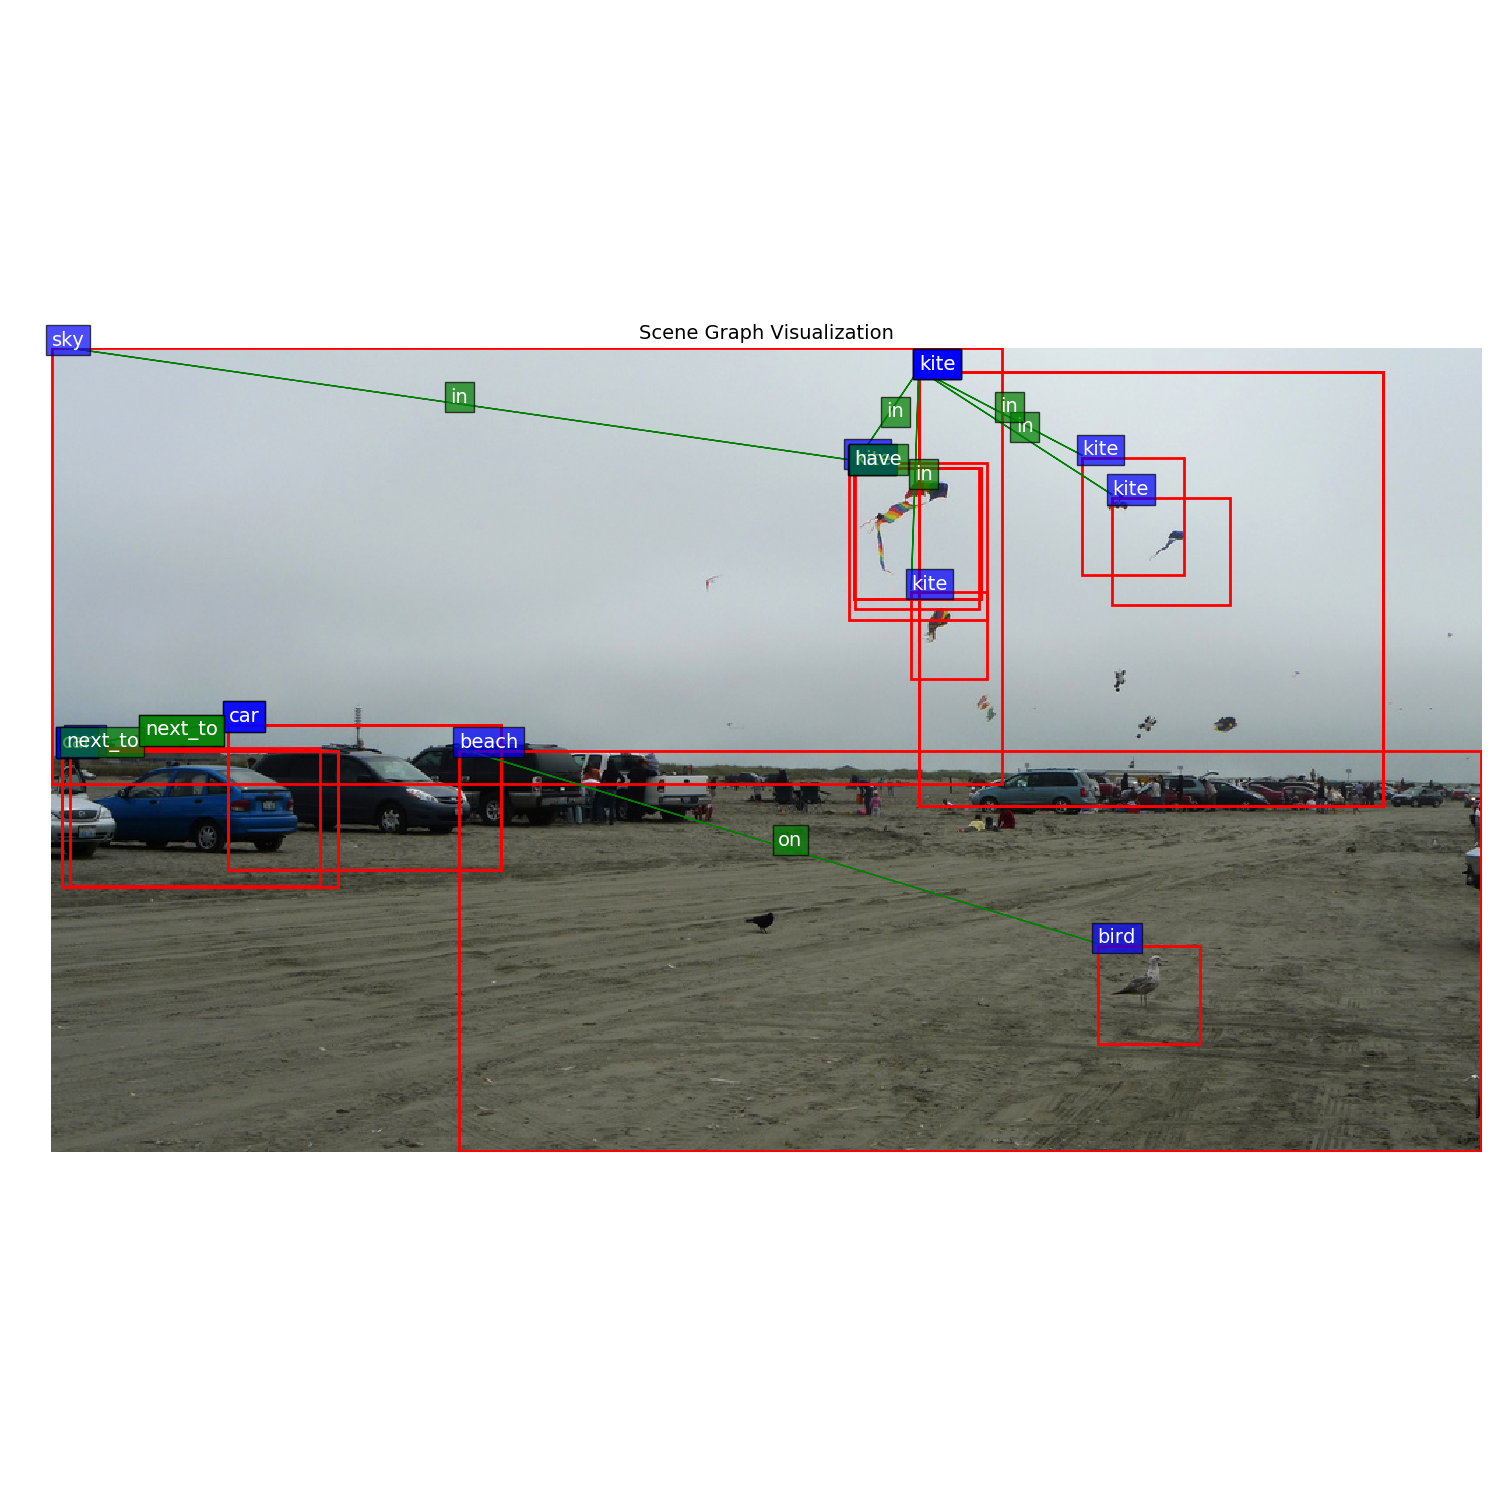 Scene Graph Visualization
sky
kite
in
in
in
in
kite
have
in
kite
kite
car
next_to
next_to
beach
on
bird